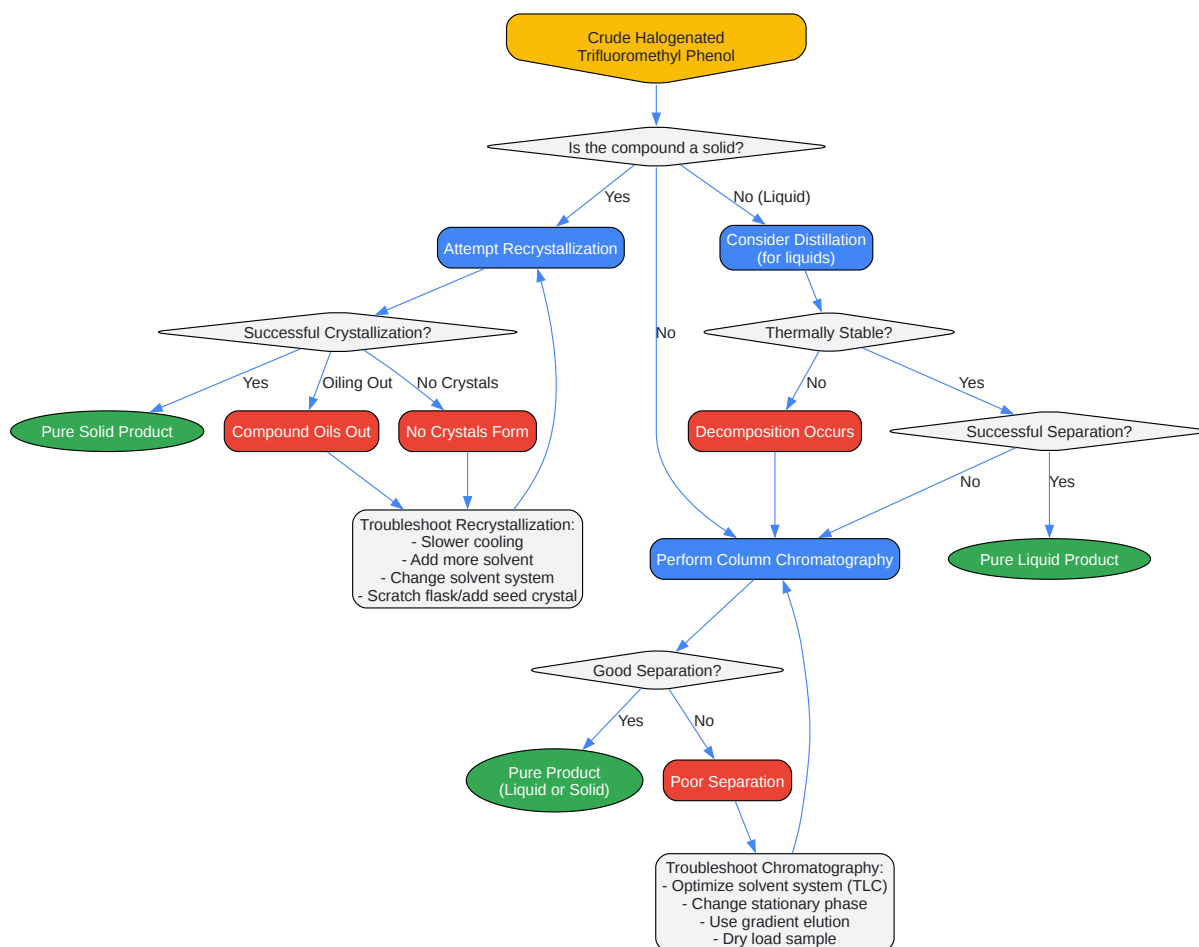 Crude Halogenated
Trifluoromethyl Phenol
Is the compound a solid?
Yes
No (Liquid)
Attempt Recrystallization
Consider Distillation
(for liquids)
No
Successful Crystallization?
Thermally Stable?
Yes
Oiling Out
No Crystals
No
Yes
Pure Solid Product
Compound Oils Out
No Crystals Form
Decomposition Occurs
Successful Separation?
No
Yes
Troubleshoot Recrystallization:
- Slower cooling
- Add more solvent
- Change solvent system
- Scratch flask/add seed crystal
Perform Column Chromatography
Pure Liquid Product
Good Separation?
Yes
No
Pure Product
(Liquid or Solid)
Poor Separation
Troubleshoot Chromatography:
- Optimize solvent system (TLC)
- Change stationary phase
- Use gradient elution
- Dry load sample